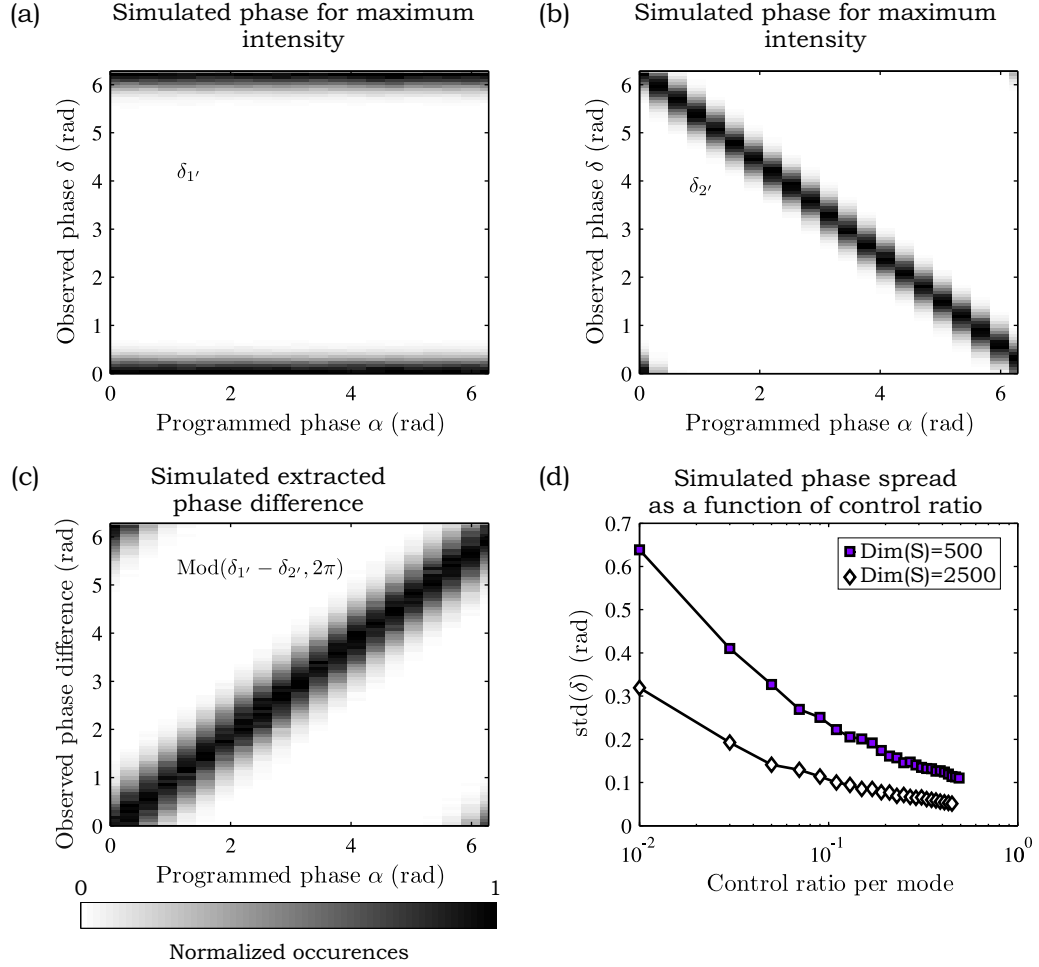 (a)
Simulated phase for maximum
intensity
Observed phase δ (rad)
6
5
4
3
2
1
0
δ1′
0 2 4 6
Programmed phase α (rad)
(b)
Simulated phase for maximum
intensity
Observed phase δ (rad)
6
5
4
3
2
1
0
δ2′
0 2 4 6
Programmed phase α (rad)
(c)
Simulated extracted
phase difference
Observed phase difference (rad)
6
5
4
3
2
1
0
Mod(δ1′ − δ2′, 2π)
0 2 4 6
Programmed phase α (rad)
0 1
Normalized occurences
(d)
Simulated phase spread
as a function of control ratio
std(δ) (rad)
0.7
0.6
0.5
0.4
0.3
0.2
0.1
0
Dim(S)=500
Dim(S)=2500
10⁻² 10⁻¹ 10⁰
Control ratio per mode